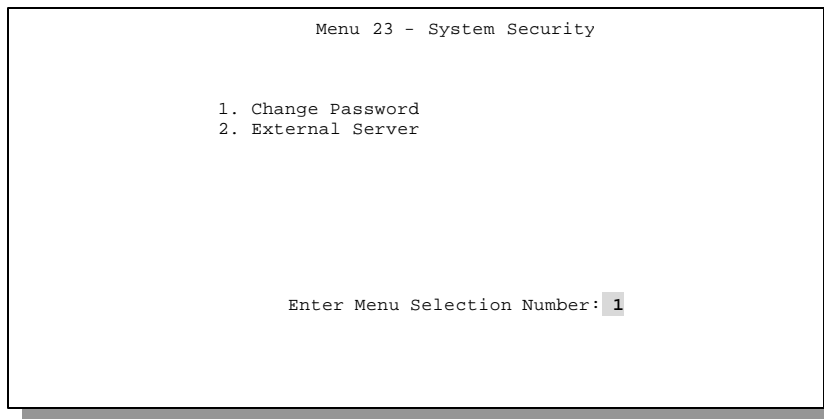 Menu 23 - System Security
1. Change Password
2. External Server
Enter Menu Selection Number: 1